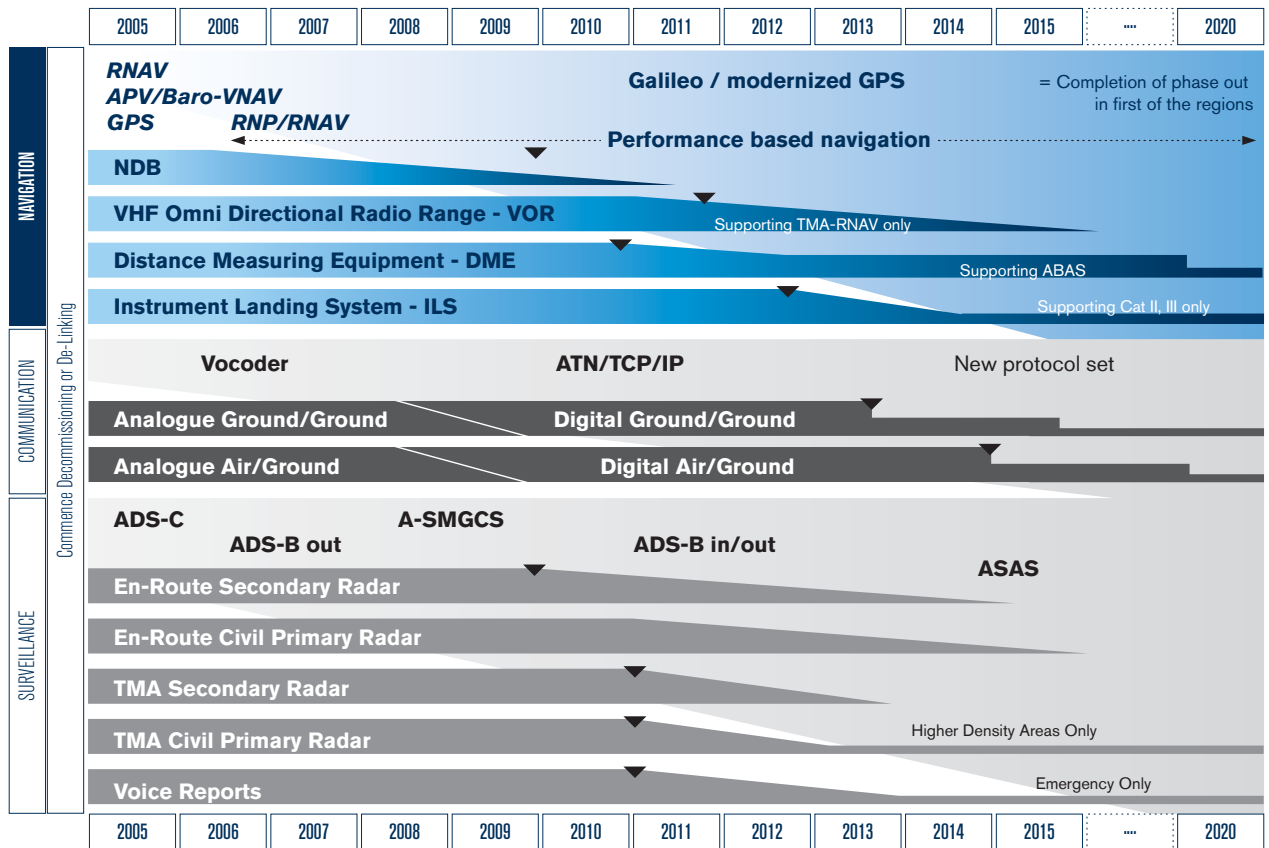 2005 2006 2007 2008 2009 2010 2011 2012 2013 2014 2015 .... 2020
NAVIGATION
COMMUNICATION
SURVEILLANCE
Commence Decommissioning or De-Linking
RNAV
APV/Baro-VNAV
GPS RNP/RNAV
Galileo / modernized GPS
= Completion of phase out
in first of the regions
Performance based navigation
NDB
VHF Omni Directional Radio Range - VOR
Supporting TMA-RNAV only
Distance Measuring Equipment - DME
Supporting ABAS
Instrument Landing System - ILS
Supporting Cat II, III only
Vocoder ATN/TCP/IP New protocol set
Analogue Ground/Ground Digital Ground/Ground
Analogue Air/Ground Digital Air/Ground
ADS-C A-SMGCS
ADS-B out ADS-B in/out
ASAS
En-Route Secondary Radar
En-Route Civil Primary Radar
TMA Secondary Radar
TMA Civil Primary Radar
Higher Density Areas Only
Voice Reports
Emergency Only
2005 2006 2007 2008 2009 2010 2011 2012 2013 2014 2015 .... 2020